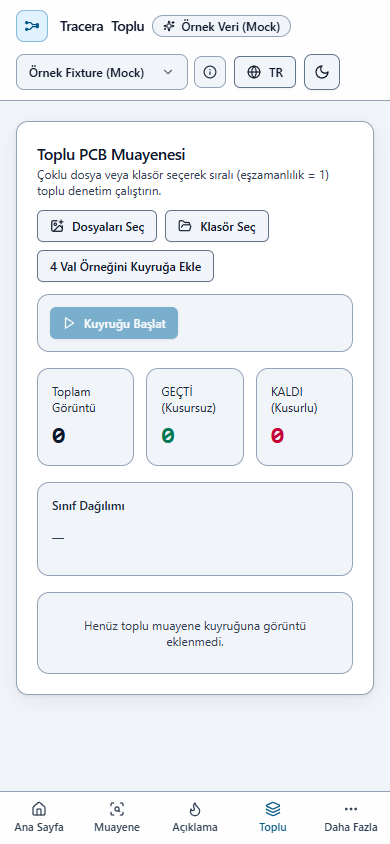 Tracera Toplu Örnek Veri (Mock)
Örnek Fixture (Mock) TR
Toplu PCB Muayenesi
Çoklu dosya veya klasör seçerek sıralı (eşzamanlılık = 1)
toplu denetim çalıştırın.
Dosyaları Seç Klasör Seç
4 Val Örneğini Kuyruğa Ekle
Kuyruğu Başlat
Toplam
Görüntü
0
GEÇTİ
(Kusursuz)
0
KALDI
(Kusurlu)
0
Sınıf Dağılımı
—
Henüz toplu muayene kuyruğuna görüntü
eklenmedi.
Ana Sayfa Muayene Açıklama Toplu Daha Fazla